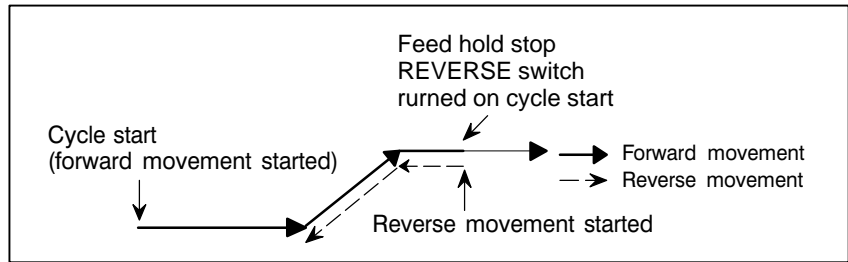 Feed hold stop
REVERSE switch
rurned on cycle start
Cycle start
(forward movement started)
Forward movement
Reverse movement
Reverse movement started